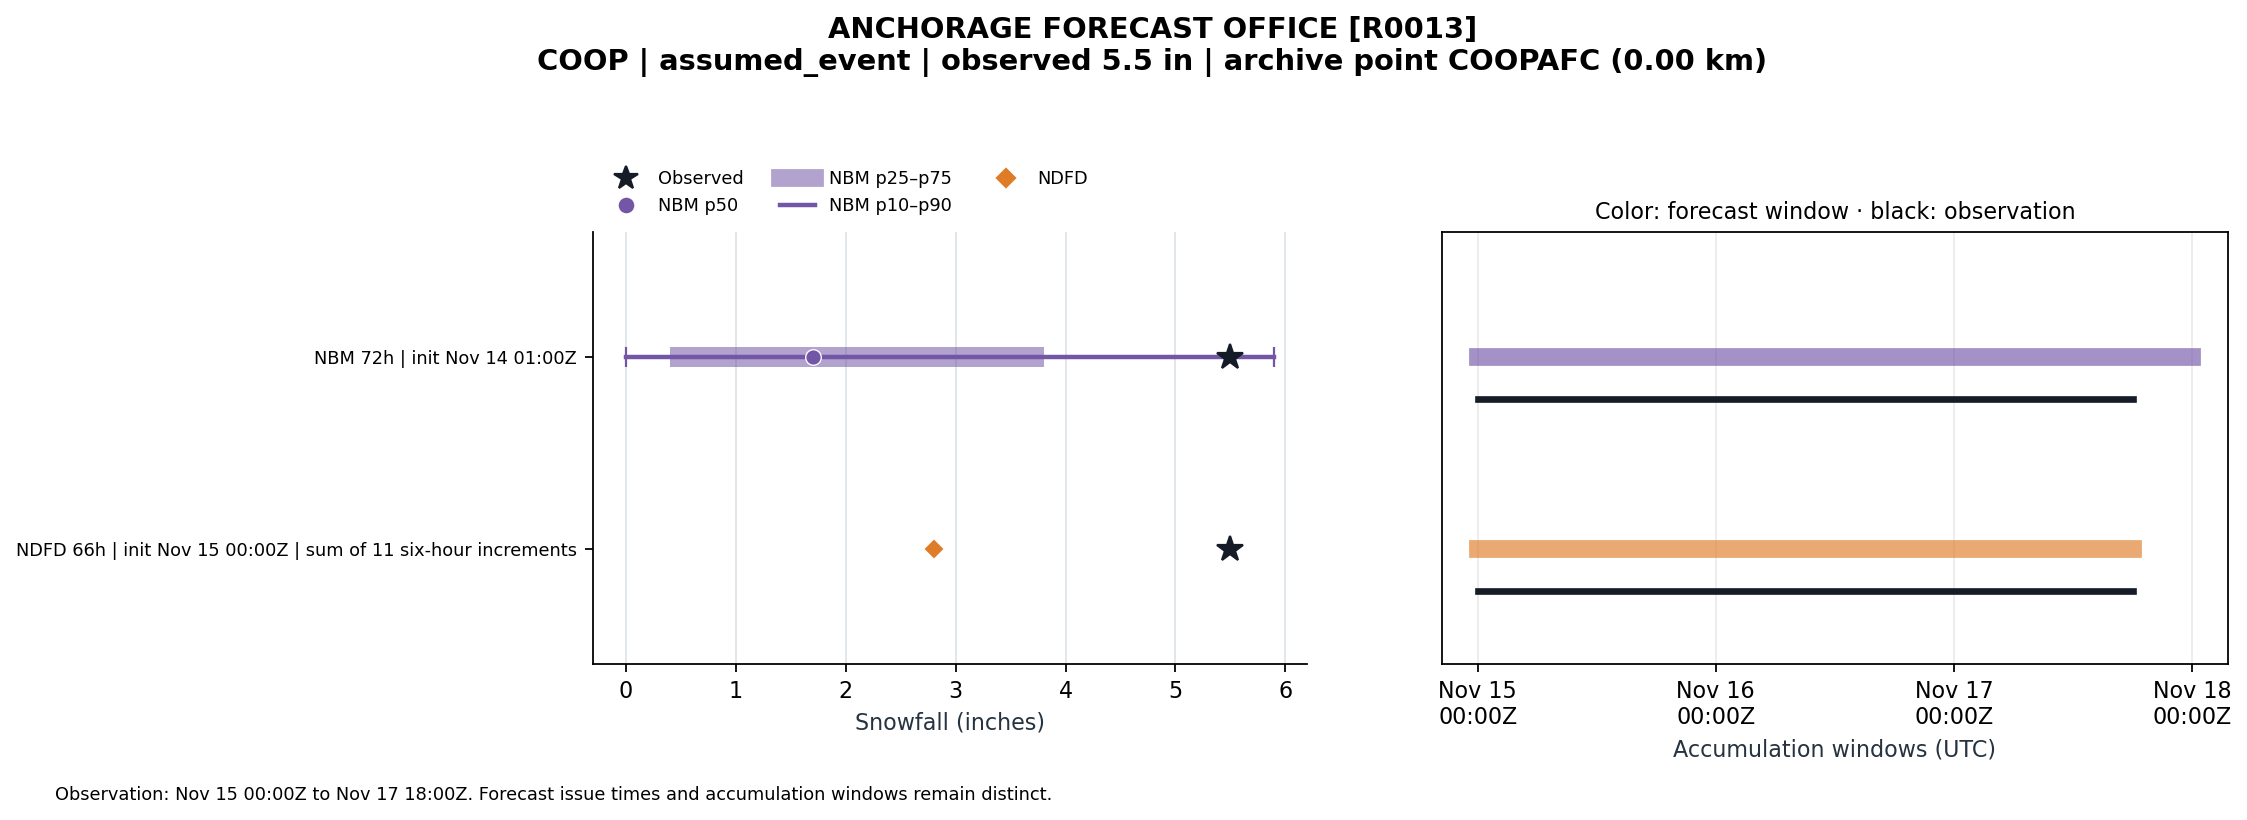 ANCHORAGE FORECAST OFFICE [R0013]
COOP | assumed_event | observed 5.5 in | archive point COOPAFC (0.00 km)
Observed
NBM p50
NBM p25–p75
NBM p10–p90
NDFD
NBM 72h | init Nov 14 01:00Z
NDFD 66h | init Nov 15 00:00Z | sum of 11 six-hour increments
0 1 2 3 4 5 6
Snowfall (inches)
Color: forecast window · black: observation
Nov 15 Nov 16 Nov 17 Nov 18
00:00Z 00:00Z 00:00Z 00:00Z
Accumulation windows (UTC)
Observation: Nov 15 00:00Z to Nov 17 18:00Z. Forecast issue times and accumulation windows remain distinct.